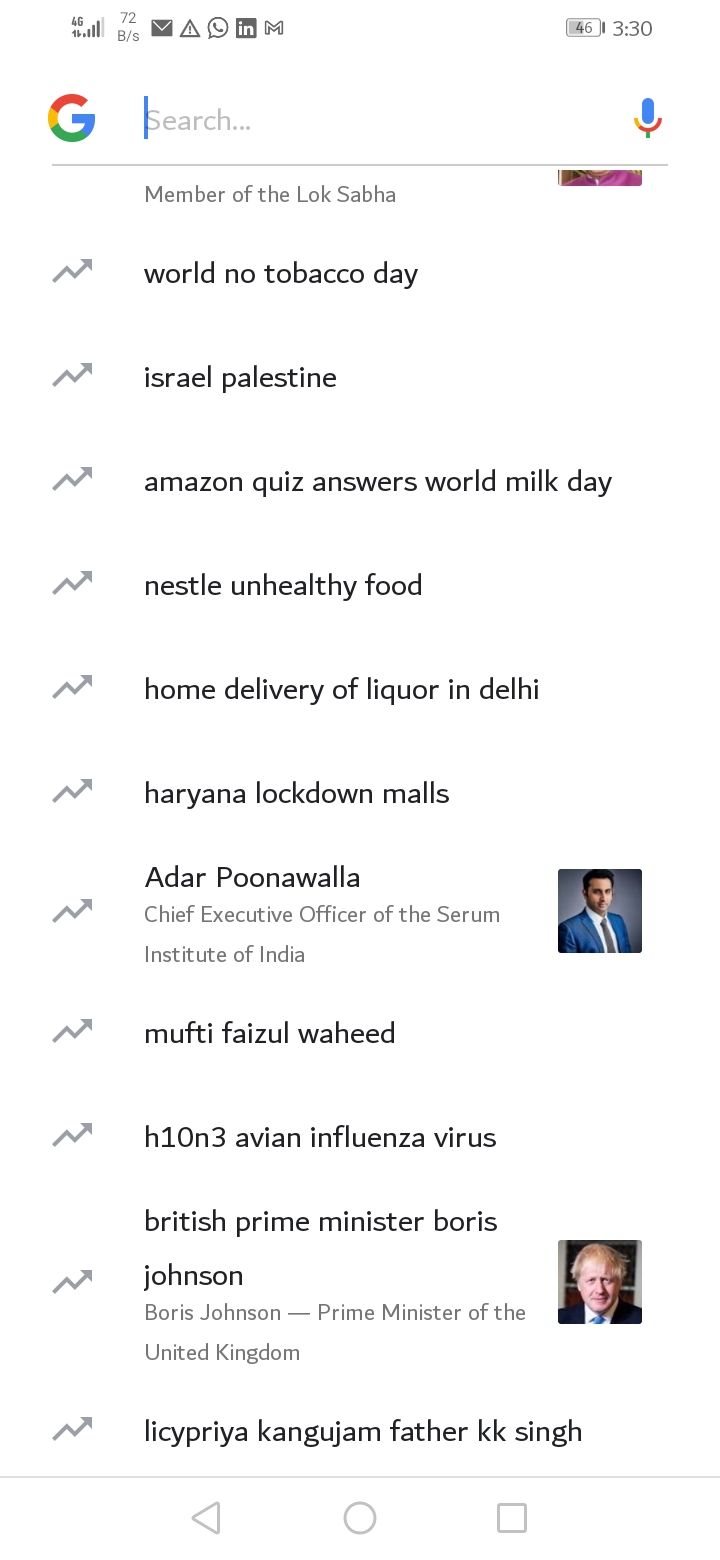 4G 72 B/s 46 3:30
Search...
Member of the Lok Sabha
world no tobacco day
israel palestine
amazon quiz answers world milk day
nestle unhealthy food
home delivery of liquor in delhi
haryana lockdown malls
Adar Poonawalla
Chief Executive Officer of the Serum
Institute of India
mufti faizul waheed
h10n3 avian influenza virus
british prime minister boris
johnson
Boris Johnson — Prime Minister of the
United Kingdom
licypriya kangujam father kk singh